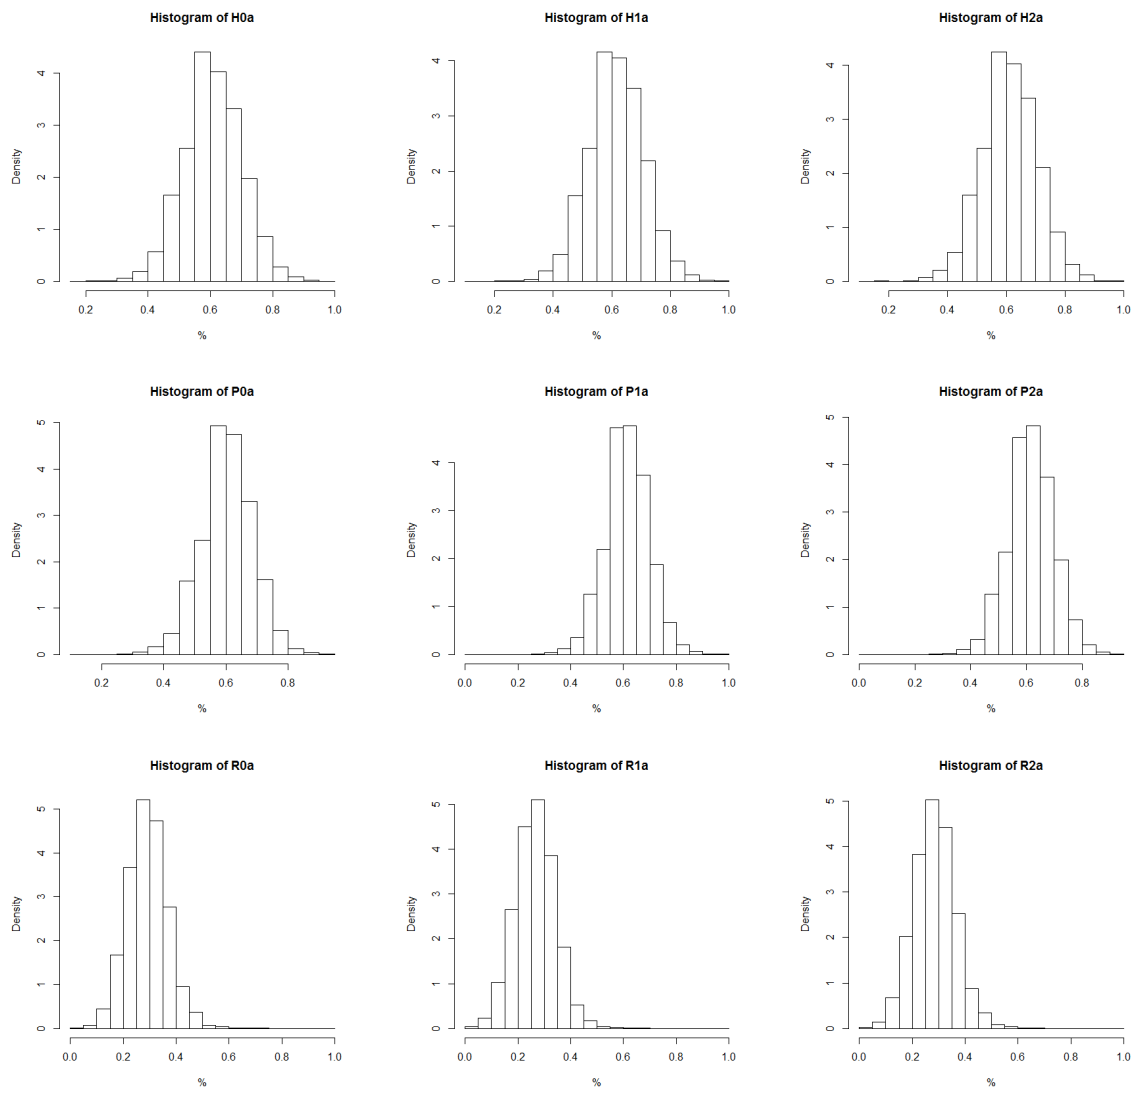 Histogram of H0a
Density
0 1 2 3 4
0.2 0.4 0.6 0.8 1.0
%
Histogram of H1a
Density
0 1 2 3 4
0.2 0.4 0.6 0.8 1.0
%
Histogram of H2a
Density
0 1 2 3 4
0.2 0.4 0.6 0.8 1.0
%
Histogram of P0a
Density
0 1 2 3 4 5
0.2 0.4 0.6 0.8
%
Histogram of P1a
Density
0 1 2 3 4
0.0 0.2 0.4 0.6 0.8 1.0
%
Histogram of P2a
Density
0 1 2 3 4 5
0.0 0.2 0.4 0.6 0.8
%
Histogram of R0a
Density
0 1 2 3 4 5
0.0 0.2 0.4 0.6 0.8 1.0
%
Histogram of R1a
Density
0 1 2 3 4 5
0.0 0.2 0.4 0.6 0.8 1.0
%
Histogram of R2a
Density
0 1 2 3 4 5
0.0 0.2 0.4 0.6 0.8 1.0
%